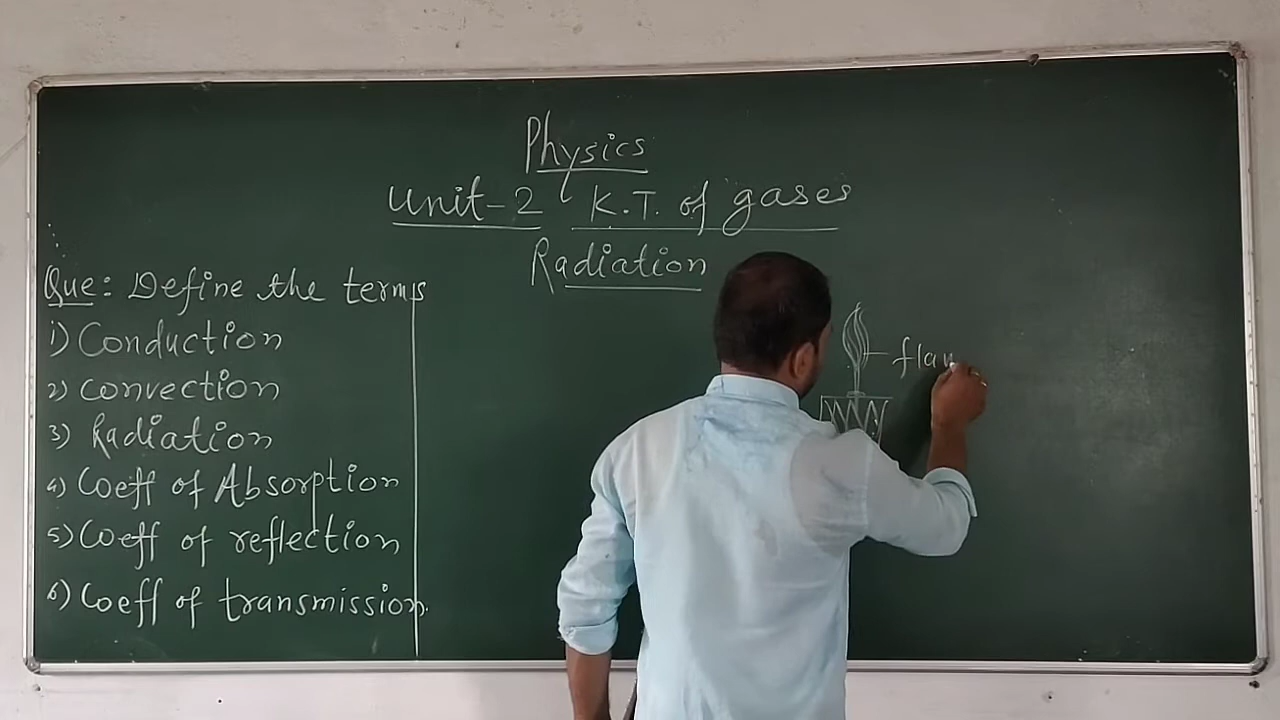 Physics
Unit-2 K.T. of gases
Radiation
Que: Define the terms
1) Conduction
2) Convection
3) Radiation
4) Coeff of Absorption
5) Coeff of reflection
6) Coeff of transmission.
flam